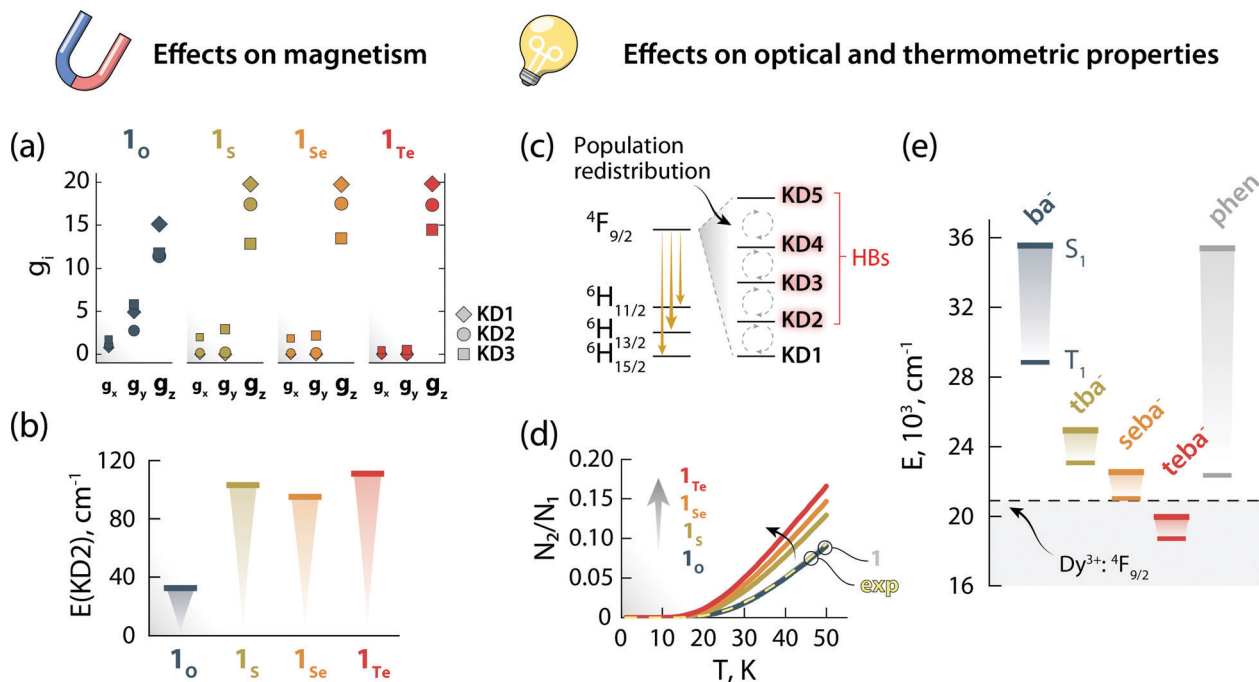 Effects on magnetism
Effects on optical and thermometric properties
(a)
1O 1S 1Se 1Te
20
15
10
5
0
gi
gx gy gz gx gy gz gx gy gz gx gy gz
KD1
KD2
KD3
(b)
E(KD2), cm-1
120
80
40
0
1O 1S 1Se 1Te
(c)
Population
redistribution
4F9/2
6H11/2
6H13/2
6H15/2
KD5
KD4
KD3
KD2
KD1
HBs
(d)
N2/N1
0.20
0.15
0.10
0.05
0
1Te
1Se
1S
1O
1
exp
0 10 20 30 40 50
T, K
(e)
E, 10³, cm-1
36
32
28
24
20
16
ba-
S1
T1
tba-
seba-
teba-
phen
Dy3+: 4F9/2